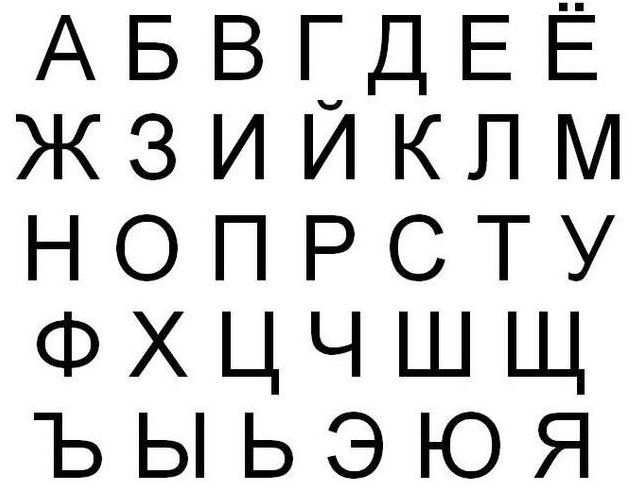 А Б В Г Д Е Ё
Ж З И Й К Л М
Н О П Р С Т У
Ф Х Ц Ч Ш Щ
Ъ Ы Ь Э Ю Я